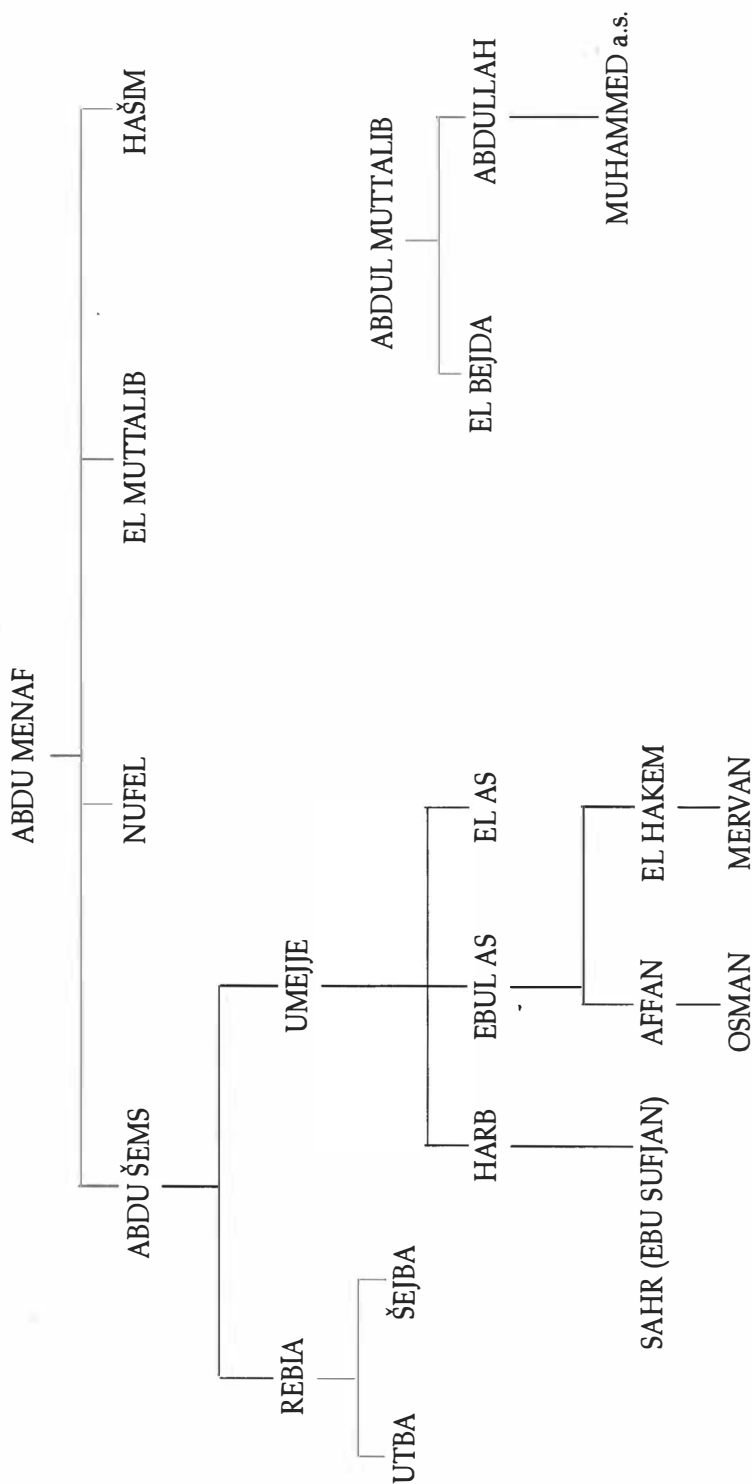 ABDU MENAF
ABDU ŠEMS
NUFEL
EL MUTTALIB
HAŠIM
REBIA
UMEJJE
ABDUL MUTTALIB
UTBA
ŠEJBA
HARB
EBUL AS
EL AS
EL BEJDA
ABDULLAH
SAHR (EBU SUFJAN)
AFFAN
EL HAKEM
MUHAMMED a.s.
OSMAN
MERVAN